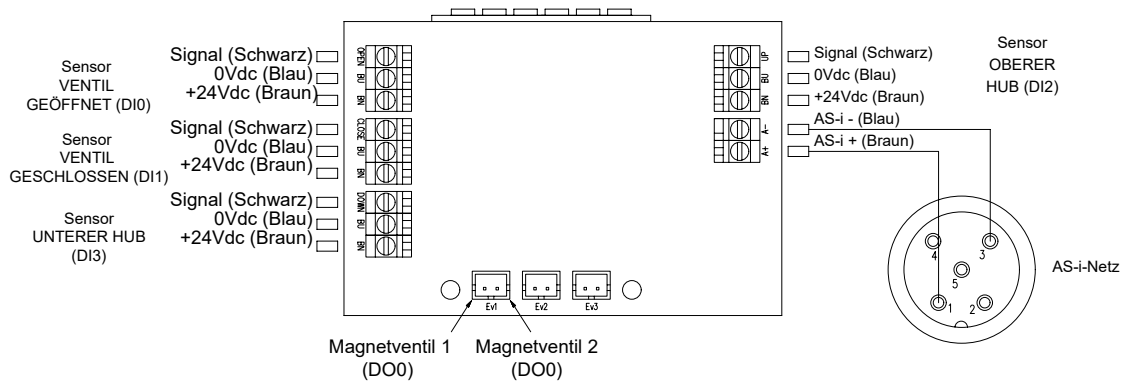 Sensor
VENTIL
GEÖFFNET (DI0)
Signal (Schwarz)
0Vdc (Blau)
+24Vdc (Braun)
OPEN
BU
BN
Sensor
VENTIL
GESCHLOSSEN (DI1)
Signal (Schwarz)
0Vdc (Blau)
+24Vdc (Braun)
CLOSE
BU
BN
Sensor
UNTERER HUB
(DI3)
Signal (Schwarz)
0Vdc (Blau)
+24Vdc (Braun)
DOWN
BU
BN
UP
BU
BN
Signal (Schwarz)
0Vdc (Blau)
+24Vdc (Braun)
Sensor
OBERER
HUB (DI2)
A-
A+
AS-i - (Blau)
AS-i + (Braun)
4
3
5
1
2
AS-i-Netz
Ev1
Ev2
Ev3
Magnetventil 1
(DO0)
Magnetventil 2
(DO0)